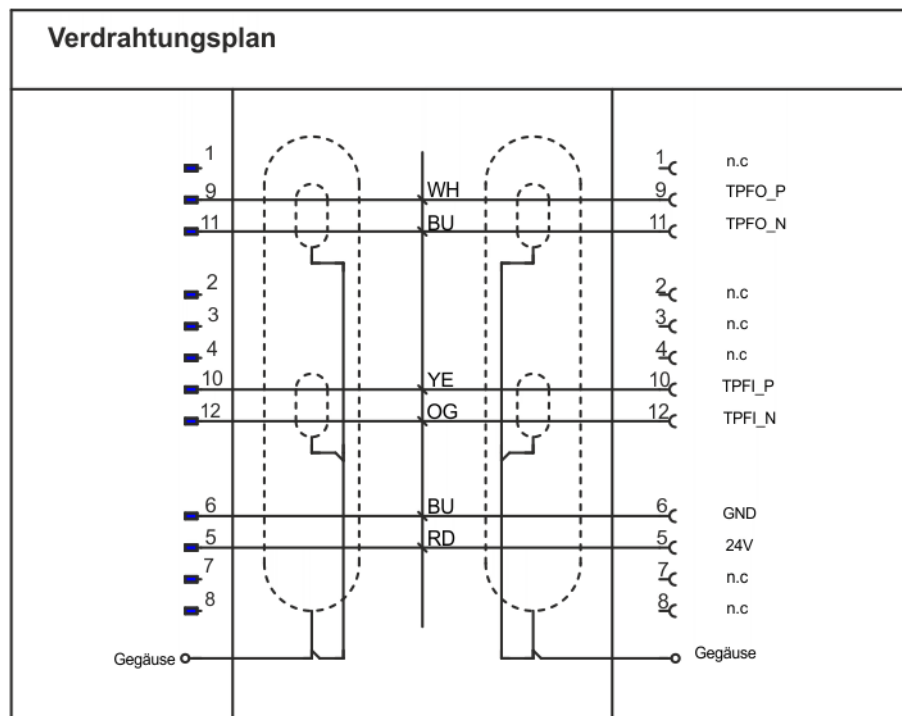 Verdrahtungsplan
1 1 n.c
9 WH 9 TPFO_P
11 BU 11 TPFO_N
2 2 n.c
3 3 n.c
4 4 n.c
10 YE 10 TPFI_P
12 OG 12 TPFI_N
6 BU 6 GND
5 RD 5 24V
7 7 n.c
8 8 n.c
Gegäuse Gegäuse